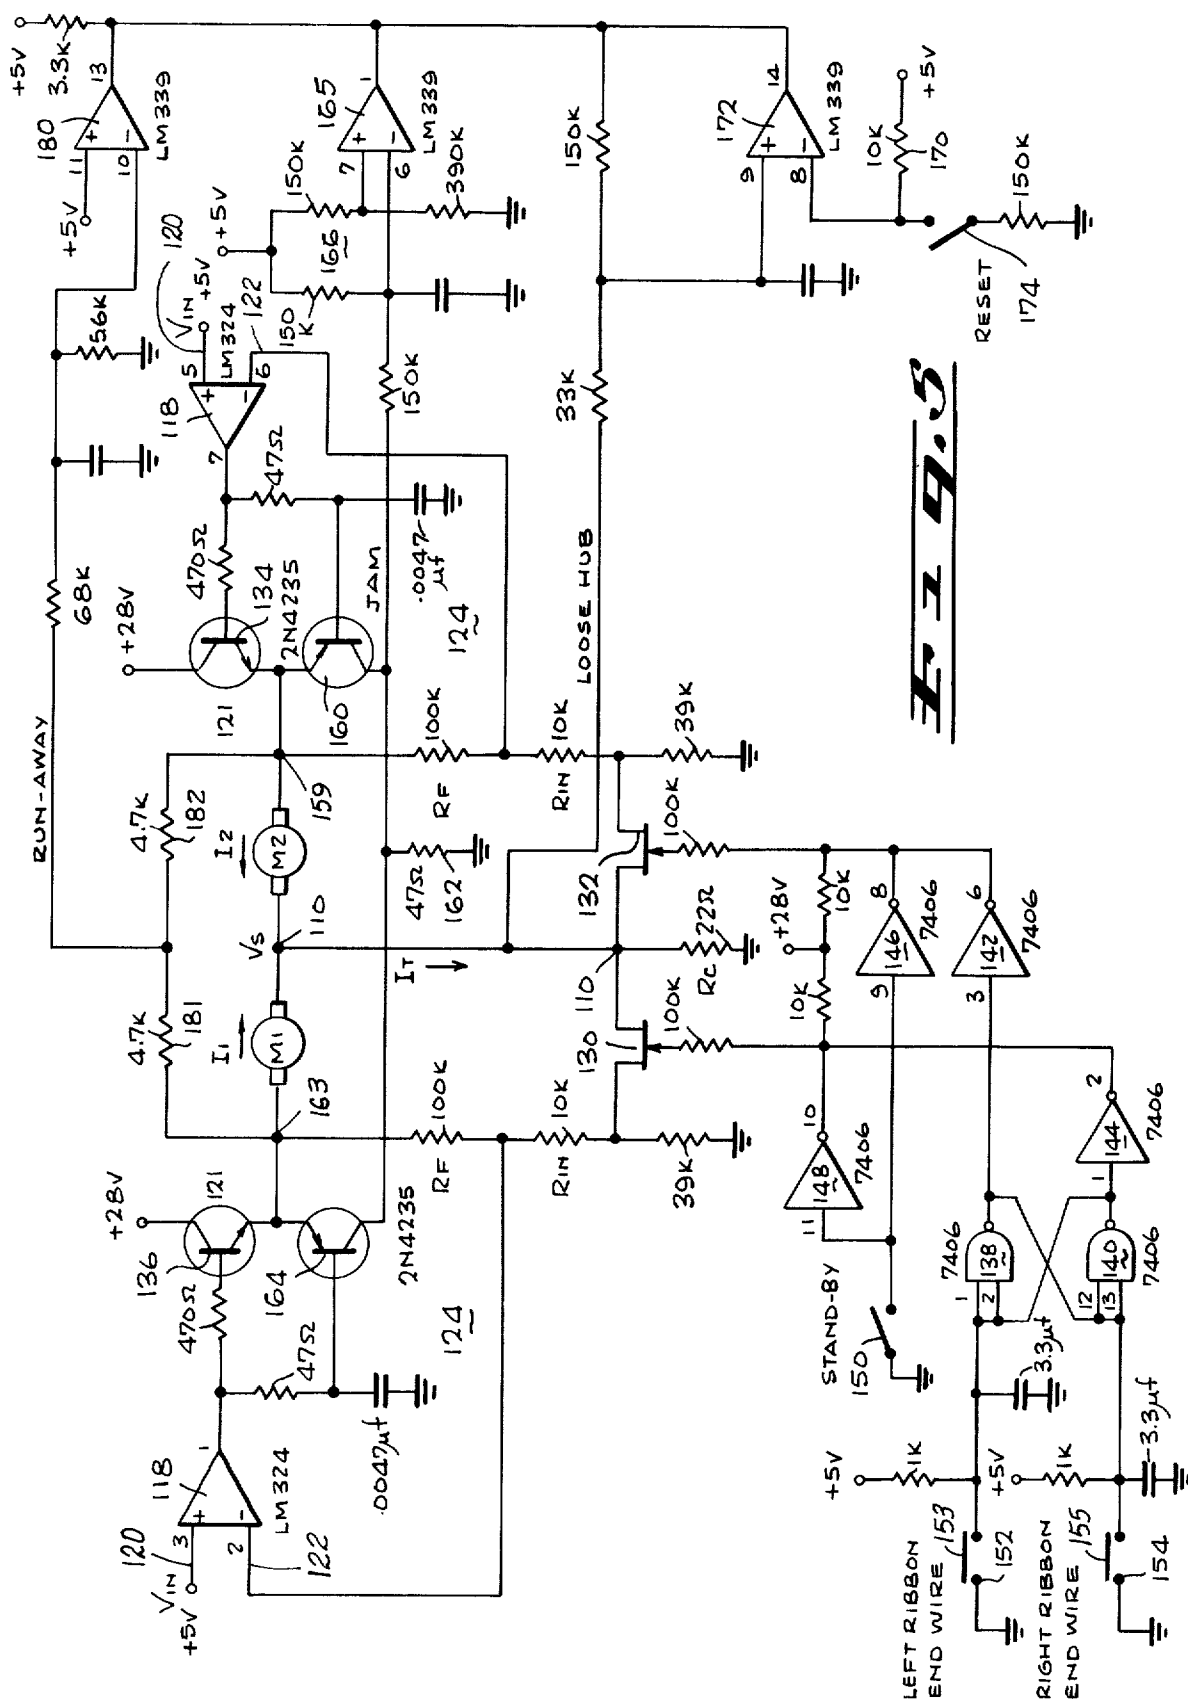 +5V
3.3K
13
180
+
-
11
10
LM339
+5V
RUN-AWAY
68K
56K
120
VIN
+5V
5
LM324
6
122
118
+
-
7
+5V
150K
166
150
K
390K
165
+
-
7
6
1
LM339
150K
47Ω
470Ω
134
2N4235
+28V
121
160
JAM
.0047
μf
124
4.7K
182
4.7K
181
I2
M2
I1
M1
VS
110
159
163
IT
47Ω
162
100K
RF
10K
RIN
39K
100K
RF
10K
RIN
39K
LOOSE HUB
33K
150K
172
+
-
9
8
14
LM339
10K
170
+5V
RESET
174
150K
132
130
110
RC
22Ω
100K
100K
+28V
10K
10K
146
9
8
7406
142
3
6
7406
148
11
10
7406
144
1
2
7406
+28V
121
136
164
2N4235
470Ω
47Ω
.0047μf
124
118
+
-
3
2
1
LM324
120
VIN
+5V
122
STAND-BY
150
7406
138
1
2
140
12
13
7406
3.3μf
3.3μf
+5V
1K
+5V
1K
LEFT RIBBON
END WIRE
153
152
RIGHT RIBBON
END WIRE
155
154
Fig. 5